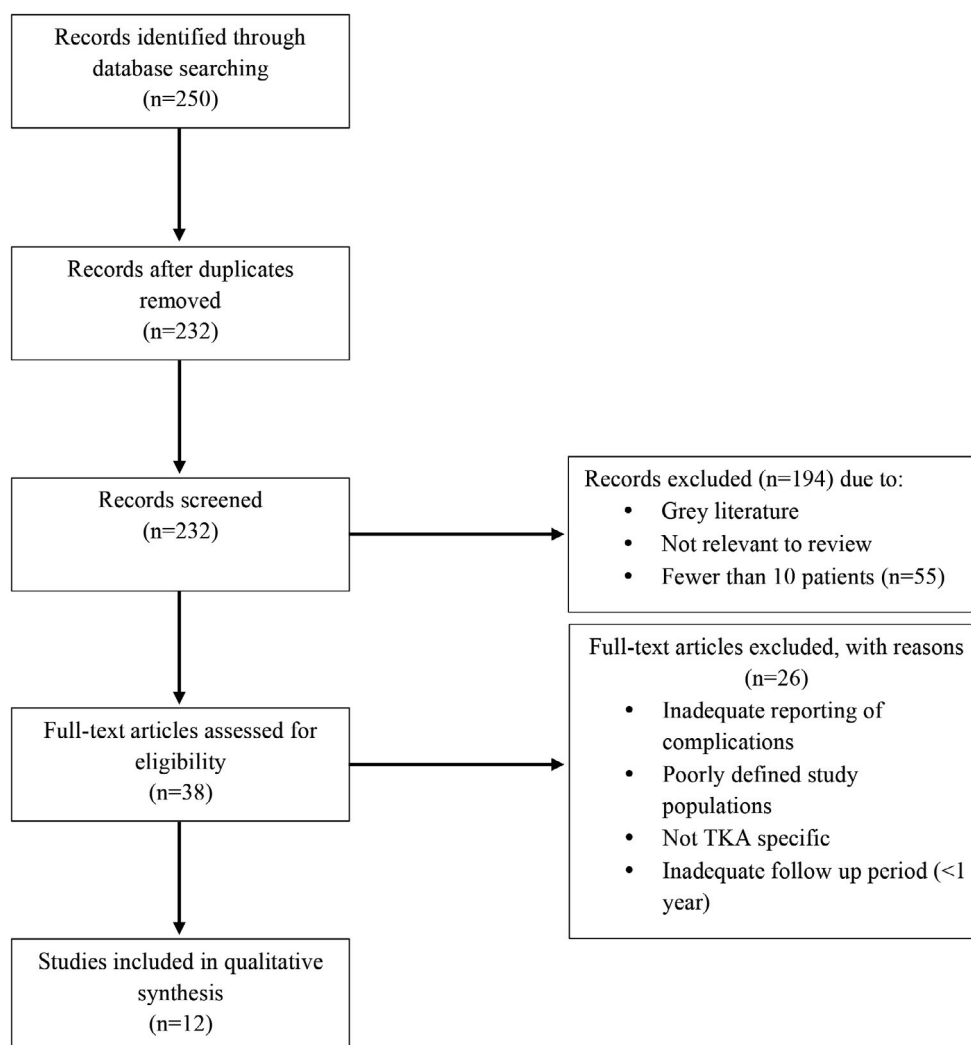 Records identified through
database searching
(n=250)
Records after duplicates
removed
(n=232)
Records screened
(n=232)
Records excluded (n=194) due to:
• Grey literature
• Not relevant to review
• Fewer than 10 patients (n=55)
Full-text articles assessed for
eligibility
(n=38)
Full-text articles excluded, with reasons
(n=26)
• Inadequate reporting of
complications
• Poorly defined study
populations
• Not TKA specific
• Inadequate follow up period (<1
year)
Studies included in qualitative
synthesis
(n=12)